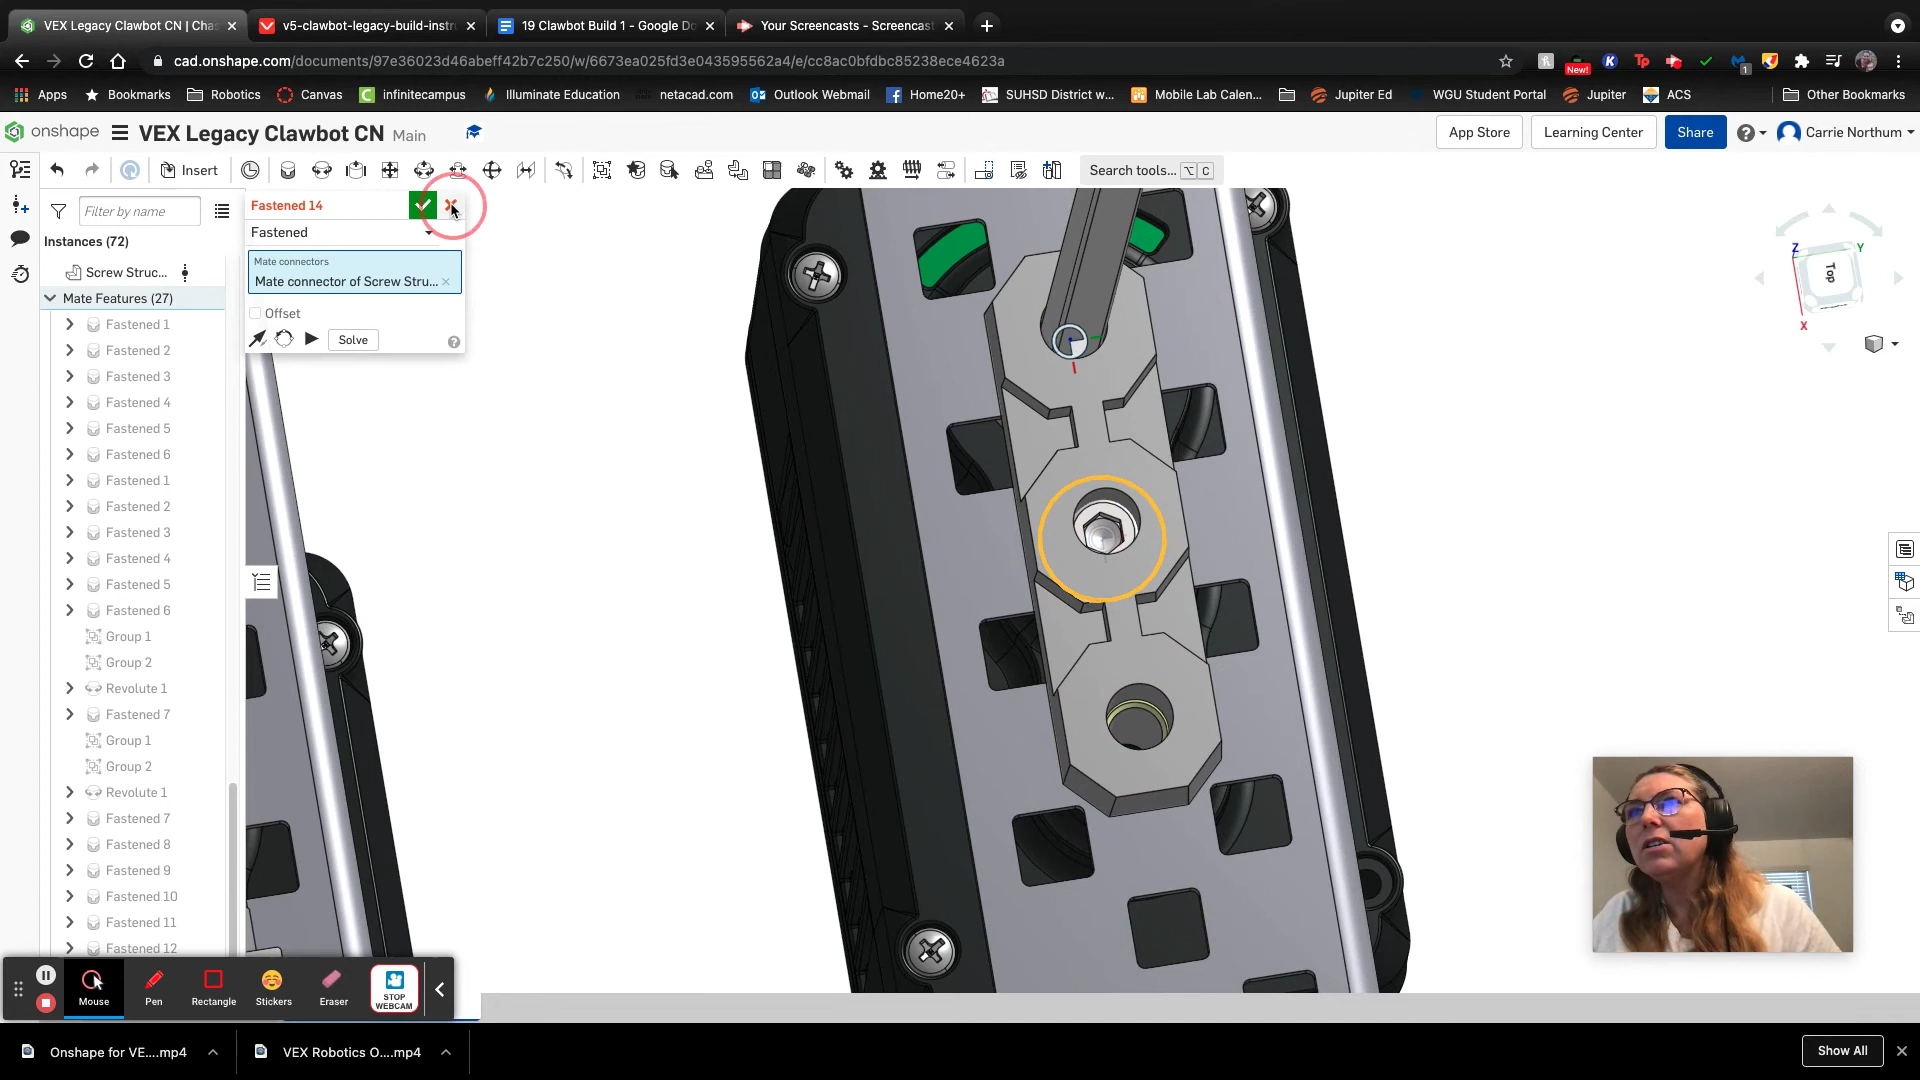 VEX Legacy Clawbot CN | Chas
v5-clawbot-legacy-build-instru
19 Clawbot Build 1 - Google Do
Your Screencasts - Screencast
cad.onshape.com/documents/97e36023d46abeff42b7c250/w/6673ea025fd3e043595562a4/e/cc8ac0bfdbc85238ece4623a
New!
1
Apps
Bookmarks
Robotics
Canvas
infinitecampus
Illuminate Education
netacad.com
Outlook Webmail
Home20+
SUHSD District w...
Mobile Lab Calen...
Jupiter Ed
WGU Student Portal
Jupiter
ACS
Other Bookmarks
onshape
VEX Legacy Clawbot CN
Main
App Store
Learning Center
Share
Carrie Northum
Insert
Search tools...
C
Filter by name
Instances (72)
Screw Struc...
Mate Features (27)
Fastened 1
Fastened 2
Fastened 3
Fastened 4
Fastened 5
Fastened 6
Fastened 1
Fastened 2
Fastened 3
Fastened 4
Fastened 5
Fastened 6
Group 1
Group 2
Revolute 1
Fastened 7
Group 1
Group 2
Revolute 1
Fastened 7
Fastened 8
Fastened 9
Fastened 10
Fastened 11
Fastened 12
Fastened 14
Fastened
Mate connectors
Mate connector of Screw Stru...
Offset
Solve
Z
Y
Top
X
Mouse
Pen
Rectangle
Stickers
Eraser
STOP
WEBCAM
Onshape for VE....mp4
VEX Robotics O....mp4
Show All